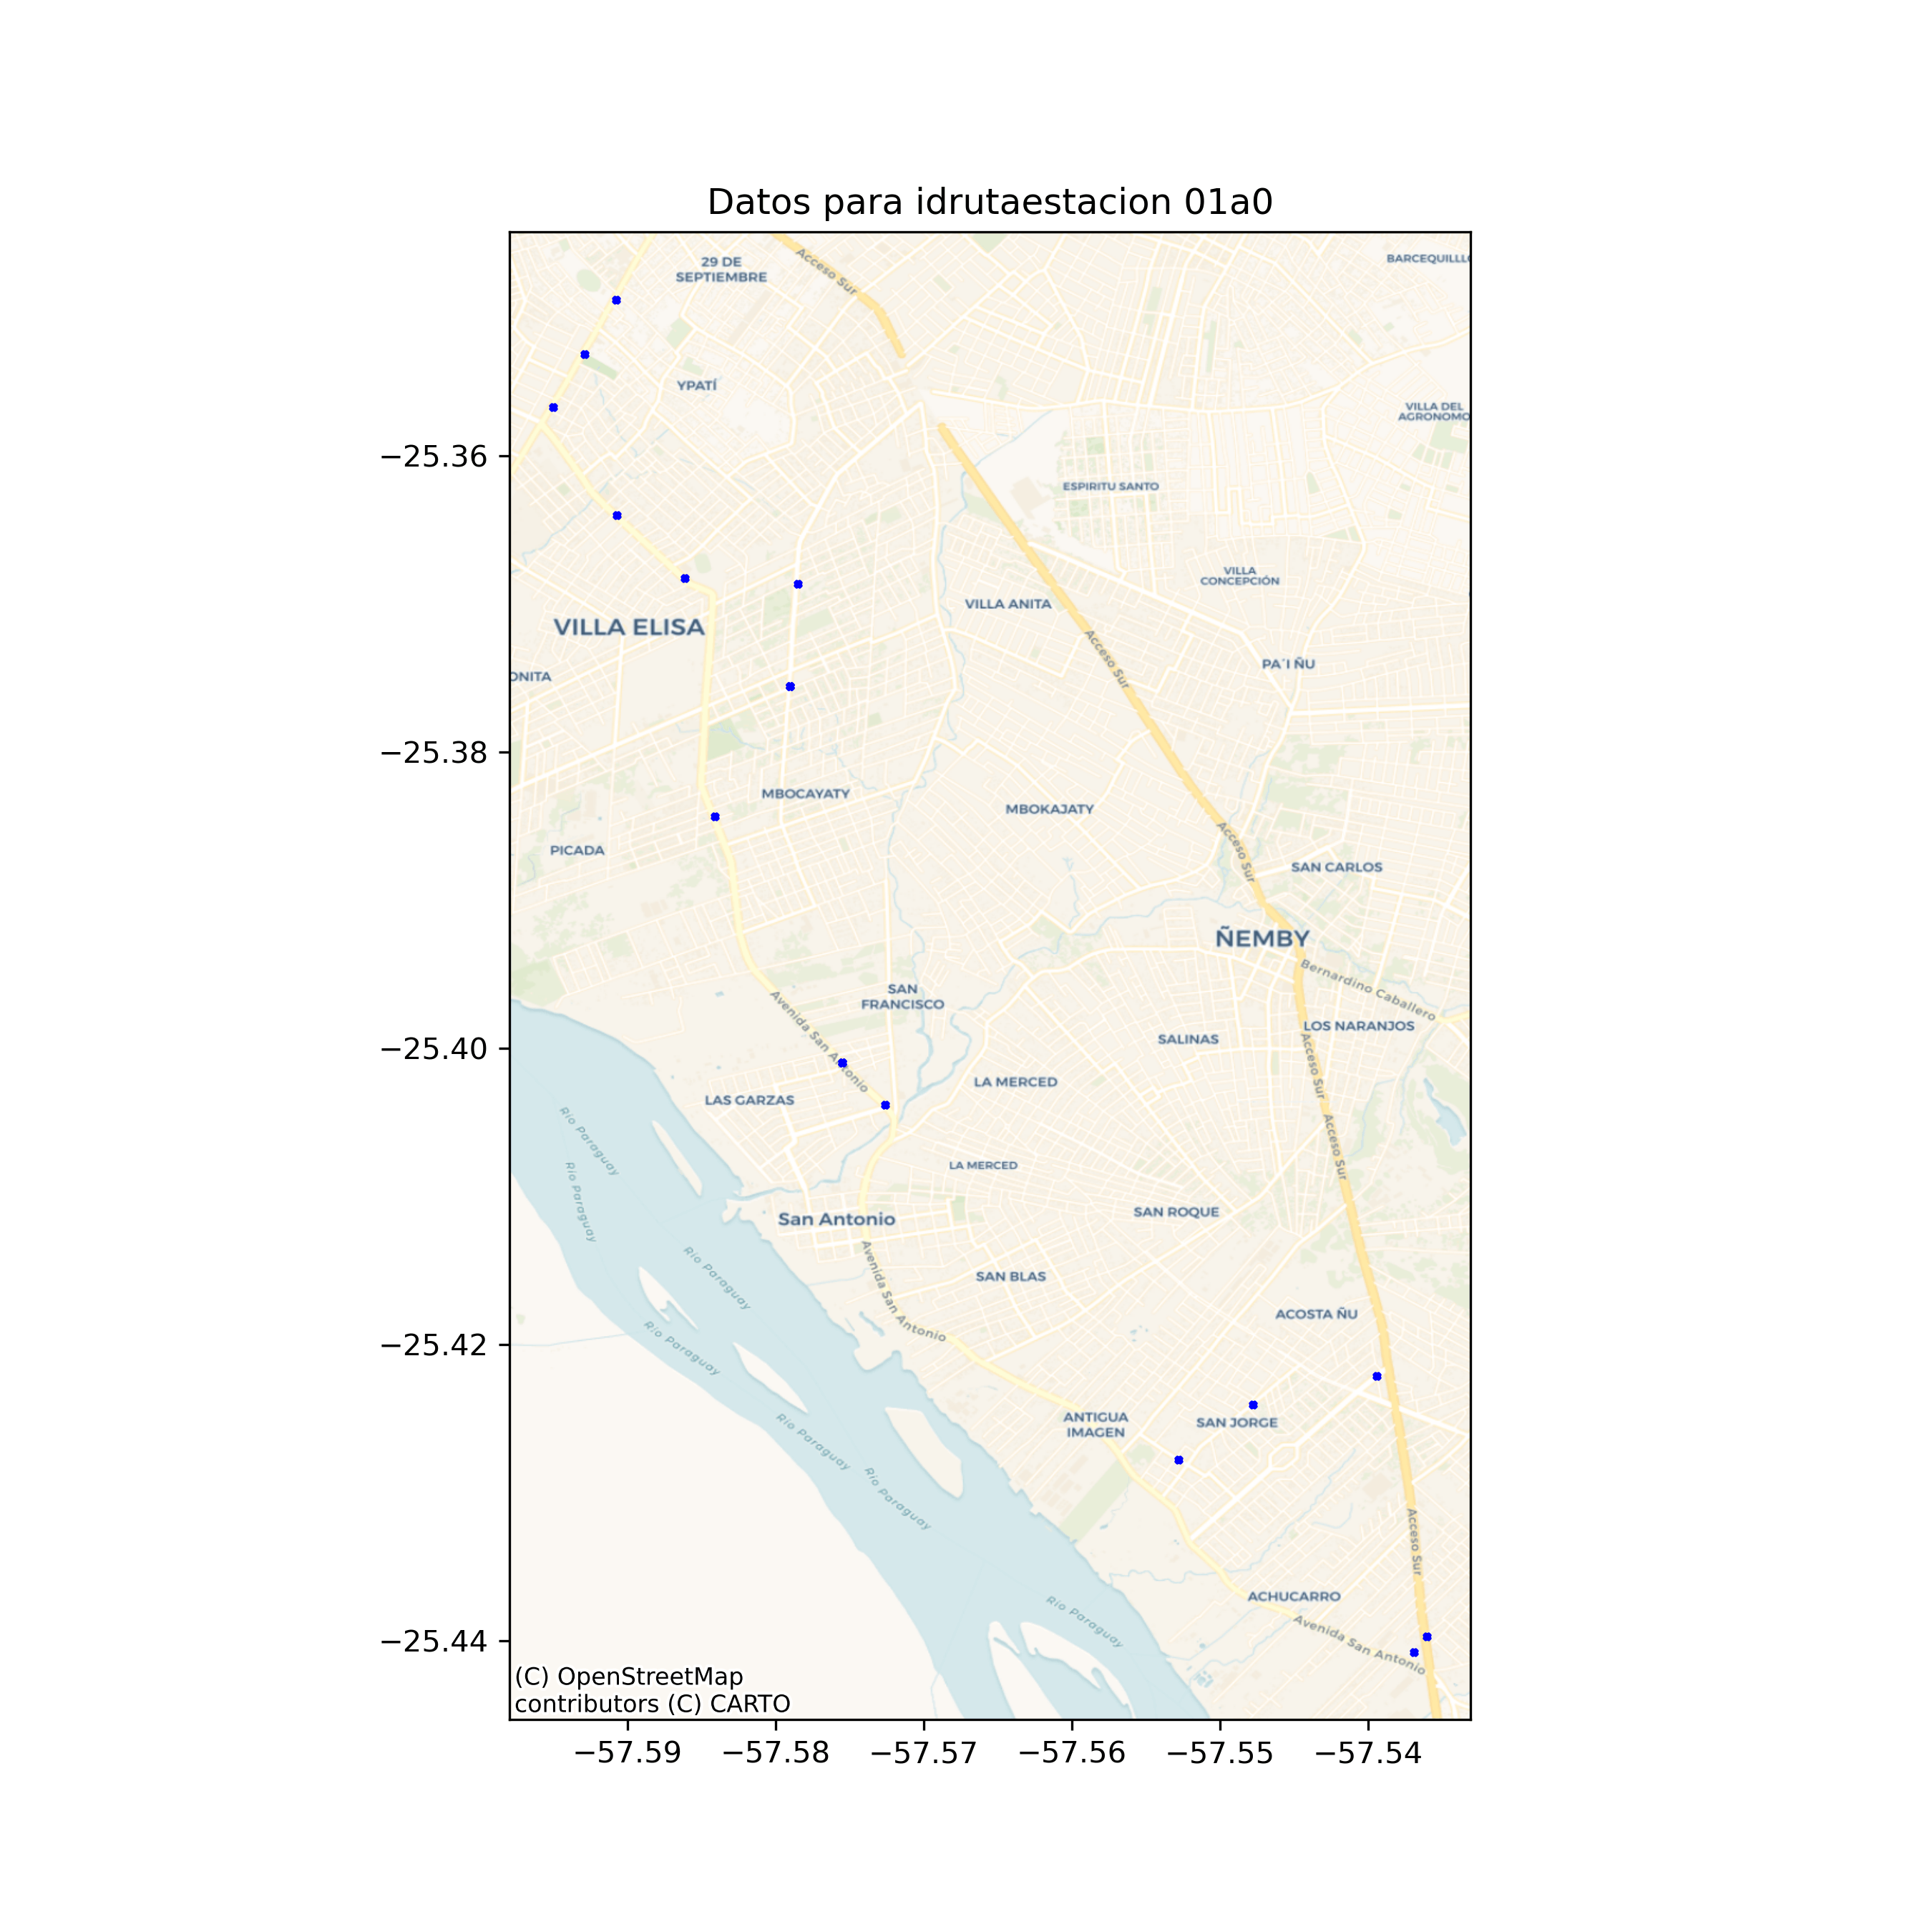 Datos para idrutaestacion 01a0
29 DE
SEPTIEMBRE
Acceso Sur
BARCEQUILLL
YPATÍ
VILLA DEL
AGRONOMO
−25.36
ESPIRITU SANTO
VILLA
CONCEPCIÓN
VILLA ANITA
VILLA ELISA
Acceso Sur
PA´I ÑU
ONITA
−25.38
MBOCAYATY
MBOKAJATY
Acceso Sur
PICADA
SAN CARLOS
ÑEMBY
Bernardino Caballero
SAN
FRANCISCO
Avenida San Antonio
LOS NARANJOS
SALINAS
−25.40
Acceso Sur
LA MERCED
LAS GARZAS
Río Paraguay
Acceso Sur
LA MERCED
Río Paraguay
San Antonio
SAN ROQUE
Río Paraguay
Avenida San Antonio
SAN BLAS
ACOSTA ÑU
Río Paraguay
−25.42
ANTIGUA
IMAGEN
SAN JORGE
Río Paraguay
Río Paraguay
Acceso Sur
ACHUCARRO
Río Paraguay
Avenida San Antonio
−25.44
(C) OpenStreetMap
contributors (C) CARTO
−57.59 −57.58 −57.57 −57.56 −57.55 −57.54